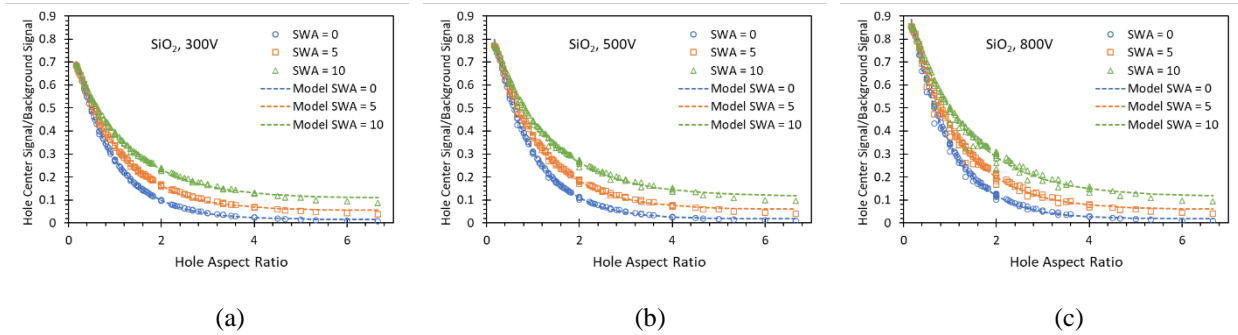 Hole Center Signal/Background Signal
0.9
0.8
0.7
0.6
0.5
0.4
0.3
0.2
0.1
0
SiO₂, 300V
SWA = 0
SWA = 5
SWA = 10
Model SWA = 0
Model SWA = 5
Model SWA = 10
0 2 4 6
Hole Aspect Ratio
(a)
Hole Center Signal/Background Signal
0.9
0.8
0.7
0.6
0.5
0.4
0.3
0.2
0.1
0
SiO₂, 500V
SWA = 0
SWA = 5
SWA = 10
Model SWA = 0
Model SWA = 5
Model SWA = 10
0 2 4 6
Hole Aspect Ratio
(b)
Hole Center Signal/Background Signal
0.9
0.8
0.7
0.6
0.5
0.4
0.3
0.2
0.1
0
SiO₂, 800V
SWA = 0
SWA = 5
SWA = 10
Model SWA = 0
Model SWA = 5
Model SWA = 10
0 2 4 6
Hole Aspect Ratio
(c)